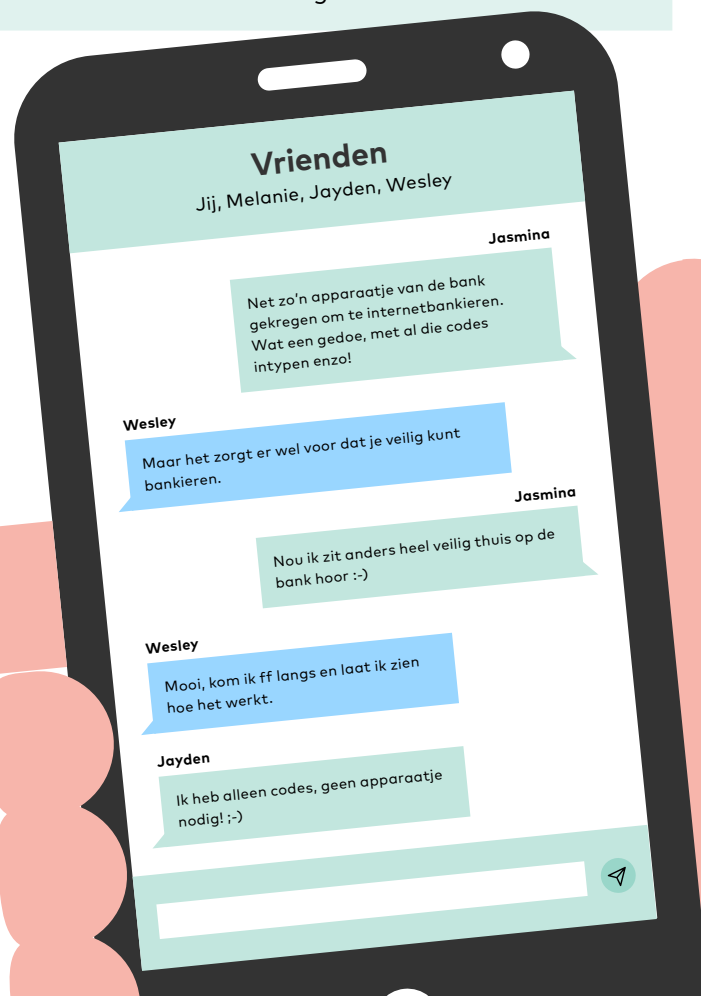 Vrienden
Jij, Melanie, Jayden, Wesley
Jasmina
Net zo'n apparaatje van de bank
gekregen om te internetbankieren.
Wat een gedoe, met al die codes
intypen enzo!
Wesley
Maar het zorgt er wel voor dat je veilig kunt
bankieren.
Jasmina
Nou ik zit anders heel veilig thuis op de
bank hoor :-)
Wesley
Mooi, kom ik ff langs en laat ik zien
hoe het werkt.
Jayden
Ik heb alleen codes, geen apparaatje
nodig! ;-)